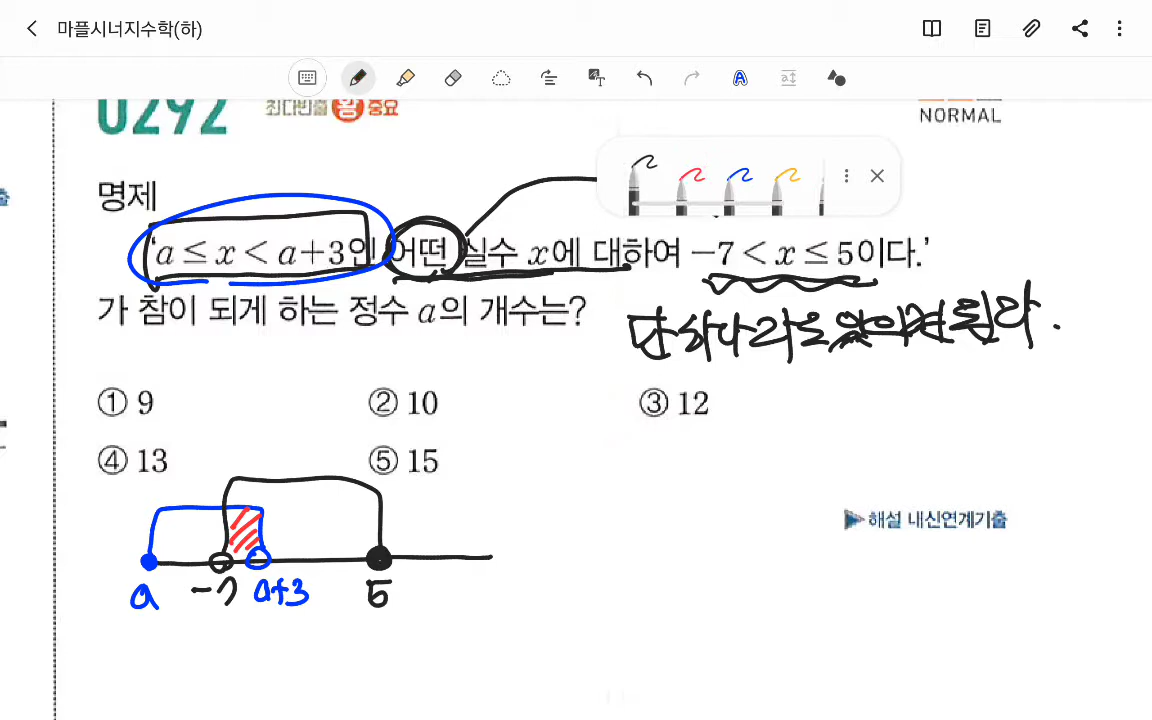 마플시너지수학(하)
0292 최다빈출 왕 중요
NORMAL
명제
‘a ≤ x < a+3인 어떤 실수 x에 대하여 −7 < x ≤ 5이다.’
가 참이 되게 하는 정수 a의 개수는?
단 하나라도 있으면 된다.
① 9 ② 10 ③ 12
④ 13 ⑤ 15
해설 내신연계기출
a −7 a+3 5